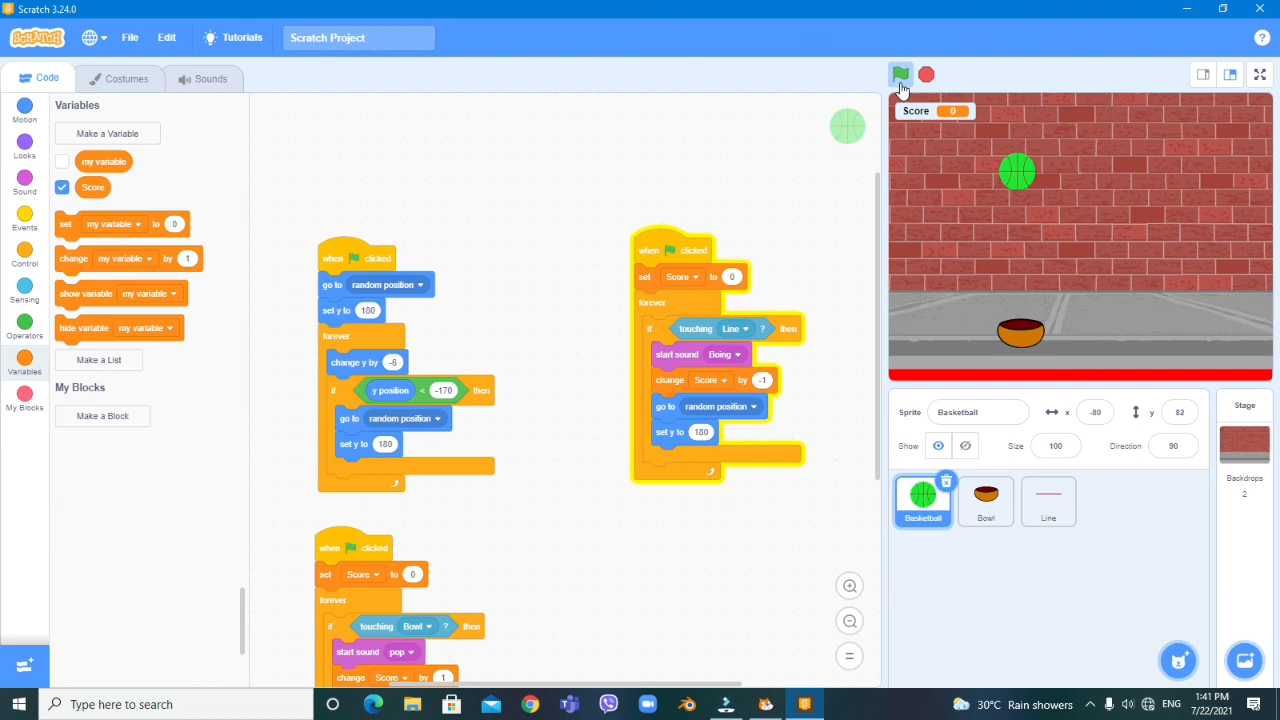 Scratch 3.24.0
SCRATCH File Edit Tutorials Scratch Project ?
Code Costumes Sounds
Motion
Looks
Sound
Events
Control
Sensing
Operators
Variables
My Blocks
Variables
Make a Variable
my variable
Score
set my variable to 0
change my variable by 1
show variable my variable
hide variable my variable
Make a List
My Blocks
Make a Block
when clicked
go to random position
set y to 180
forever
change y by -6
if y position < -170 then
go to random position
set y to 180
when clicked
set Score to 0
forever
if touching Bowl ? then
start sound pop
change Score by 1
when clicked
set Score to 0
forever
if touching Line ? then
start sound Boing
change Score by -1
go to random position
set y to 180
Score 0
Sprite Basketball x -80 y 82
Show Size 100 Direction 90
Basketball
Bowl
Line
Stage
Backdrops
2
Type here to search
30°C Rain showers ENG
1:41 PM
7/22/2021